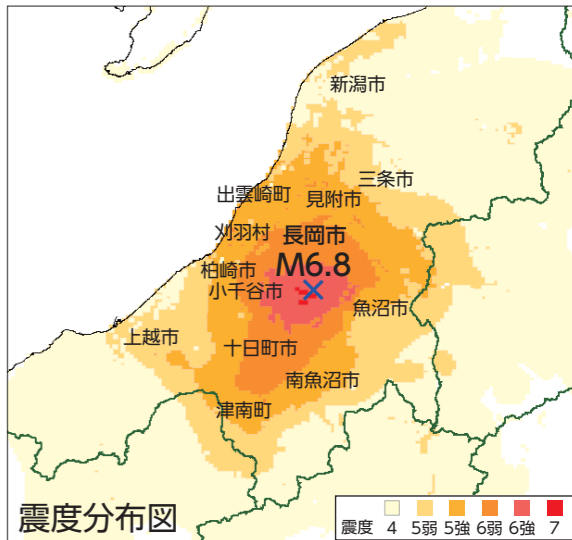 新潟市
三条市
出雲崎町
見附市
刈羽村
長岡市
柏崎市
M6.8
小千谷市
魚沼市
上越市
十日町市
南魚沼市
津南町
震度分布図
震度 4 5弱 5強 6弱 6強 7